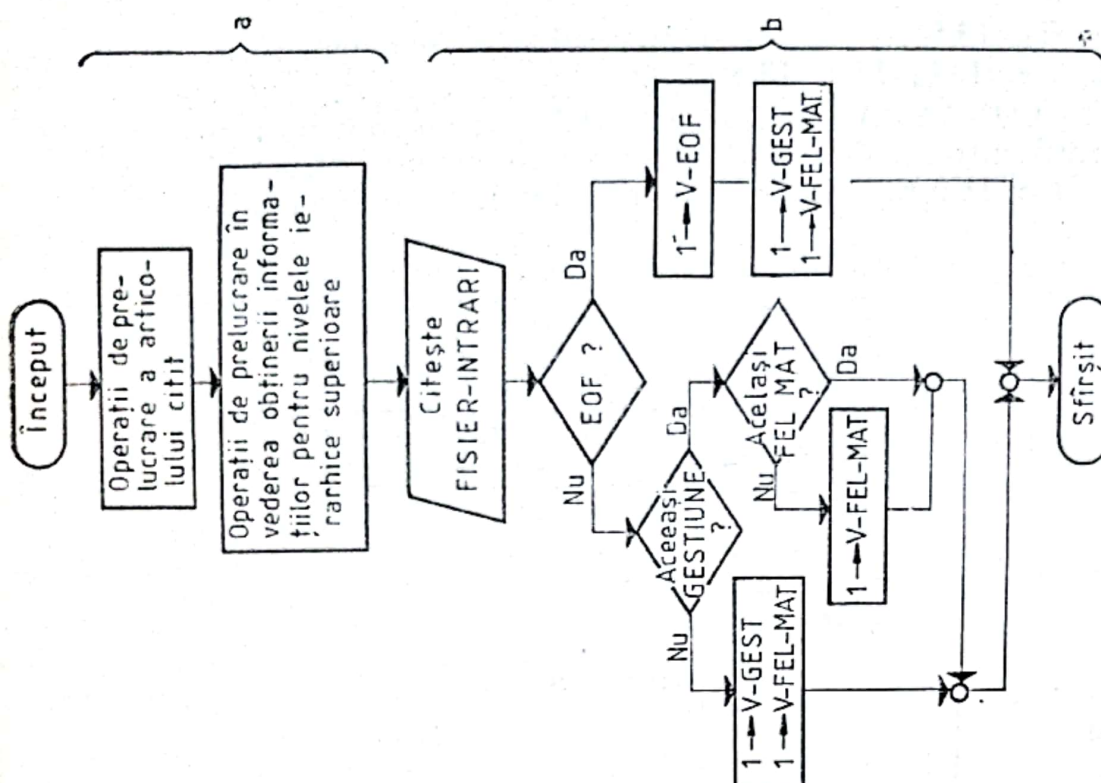 Început
a
Operații de pre-
lucrare a artico-
lului citit
Operații de prelucrare în
vederea obținerii informa-
țiilor pentru nivelele ie-
rarhice superioare
b
Citește
FISIER-INTRARI
EOF ?
Nu
Da
1→V-EOF
1→V-GEST
1→V-FEL-MAT
Aceeași
GESTIUNE
?
Nu
Da
Același
FEL MAT
?
Nu
Da
1→V-GEST
1→V-FEL-MAT
1→V-FEL-MAT
Sfîrșit